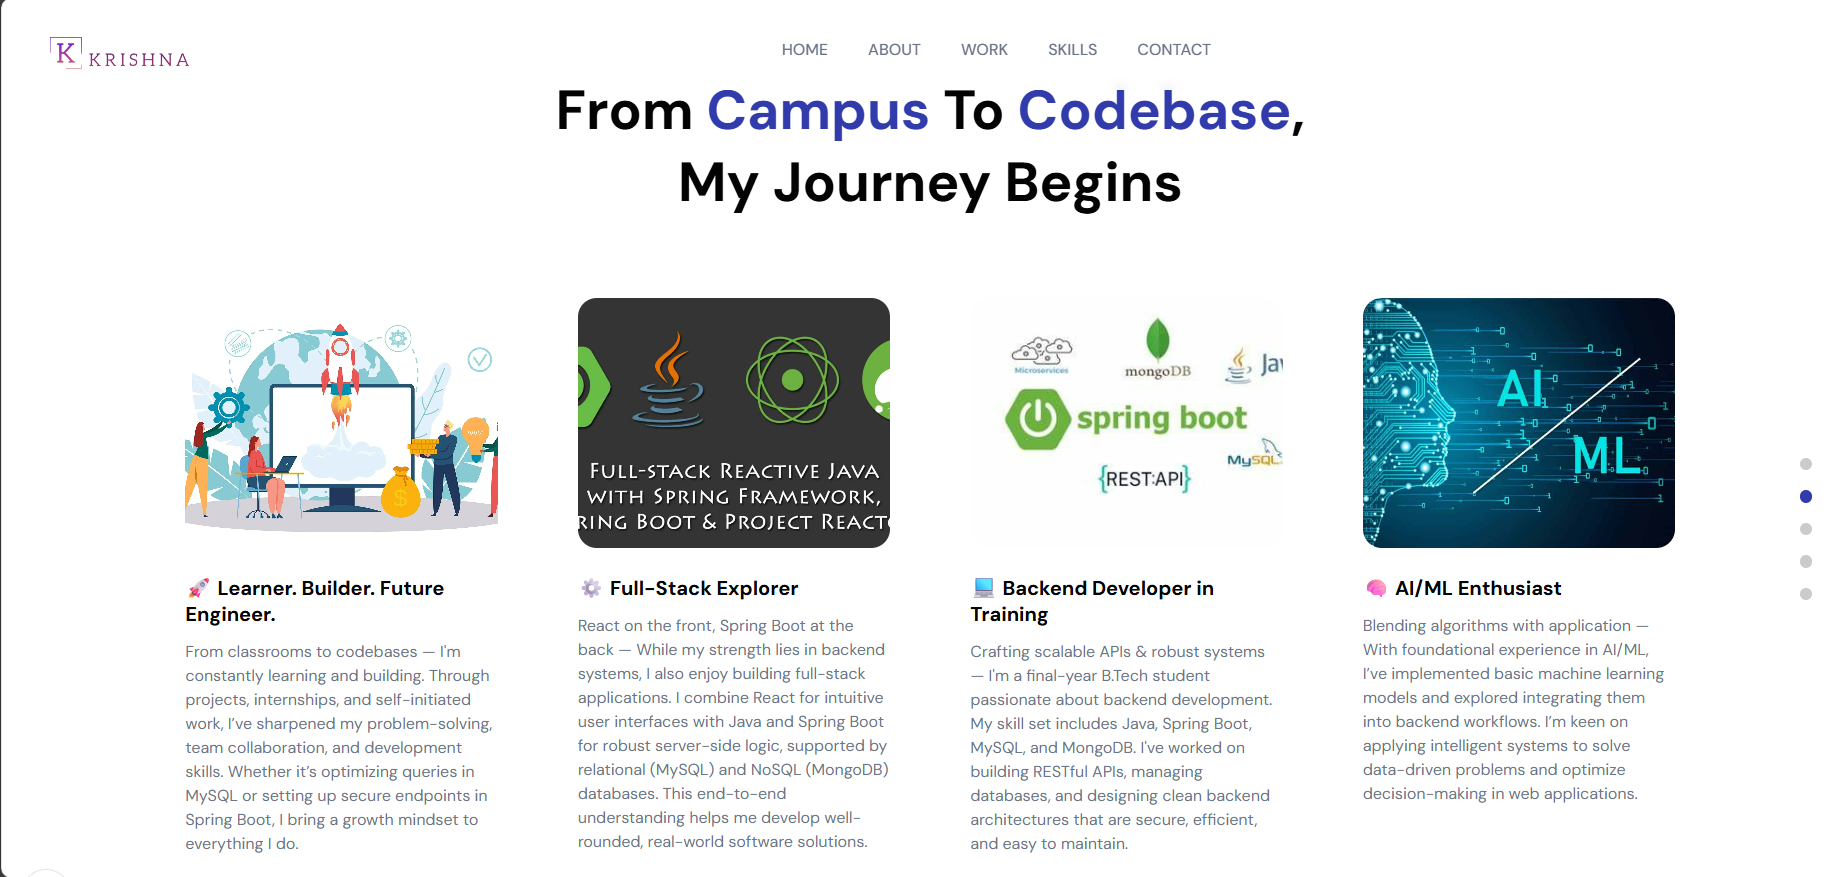 K KRISHNA
HOME ABOUT WORK SKILLS CONTACT
From Campus To Codebase,
My Journey Begins
$
FULL-STACK REACTIVE JAVA
WITH SPRING FRAMEWORK,
RING BOOT & PROJECT REACT
Microservices
mongoDB
Jav
spring boot
MySQL
{REST:API}
AI
ML
🚀 Learner. Builder. Future
Engineer.
From classrooms to codebases — I'm
constantly learning and building. Through
projects, internships, and self-initiated
work, I've sharpened my problem-solving,
team collaboration, and development
skills. Whether it's optimizing queries in
MySQL or setting up secure endpoints in
Spring Boot, I bring a growth mindset to
everything I do.
⚙️ Full-Stack Explorer
React on the front, Spring Boot at the
back — While my strength lies in backend
systems, I also enjoy building full-stack
applications. I combine React for intuitive
user interfaces with Java and Spring Boot
for robust server-side logic, supported by
relational (MySQL) and NoSQL (MongoDB)
databases. This end-to-end
understanding helps me develop well-
rounded, real-world software solutions.
💻 Backend Developer in
Training
Crafting scalable APIs & robust systems
— I'm a final-year B.Tech student
passionate about backend development.
My skill set includes Java, Spring Boot,
MySQL, and MongoDB. I've worked on
building RESTful APIs, managing
databases, and designing clean backend
architectures that are secure, efficient,
and easy to maintain.
🧠 AI/ML Enthusiast
Blending algorithms with application —
With foundational experience in AI/ML,
I've implemented basic machine learning
models and explored integrating them
into backend workflows. I'm keen on
applying intelligent systems to solve
data-driven problems and optimize
decision-making in web applications.